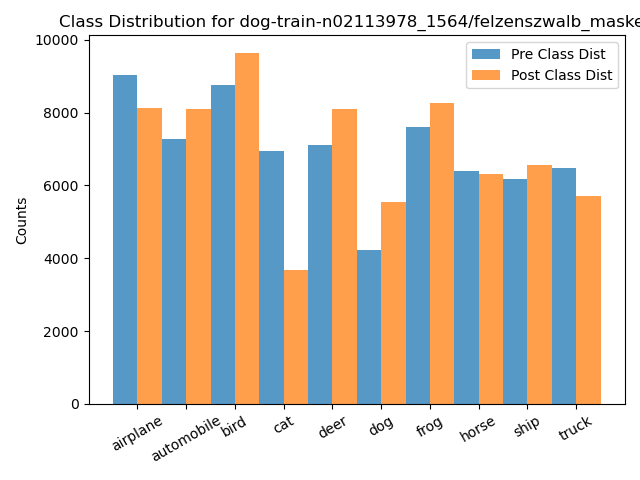 Class Distribution for dog-train-n02113978_1564/felzenszwalb_maske
Pre Class Dist
Post Class Dist
10000
8000
6000
4000
2000
0
Counts
airplane
automobile
bird
cat
deer
dog
frog
horse
ship
truck